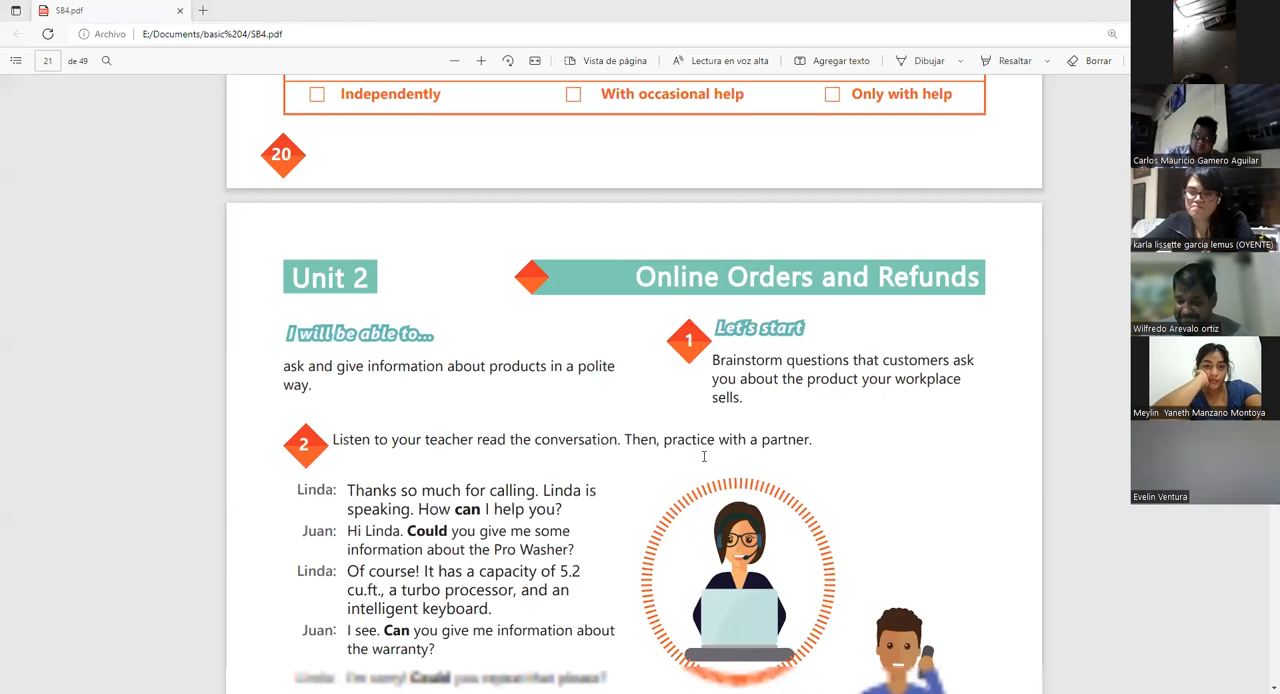 SB4.pdf
Archivo E:/Documents/basic%204/SB4.pdf
21 de 49 Vista de página Lectura en voz alta Agregar texto Dibujar Resaltar Borrar
Independently With occasional help Only with help
20
Unit 2 Online Orders and Refunds
I will be able to...
ask and give information about products in a polite
way.
1 Let's start
Brainstorm questions that customers ask
you about the product your workplace
sells.
2 Listen to your teacher read the conversation. Then, practice with a partner.
Linda: Thanks so much for calling. Linda is
speaking. How can I help you?
Juan: Hi Linda. Could you give me some
information about the Pro Washer?
Linda: Of course! It has a capacity of 5.2
cu.ft., a turbo processor, and an
intelligent keyboard.
Juan: I see. Can you give me information about
the warranty?
Linda: I'm sorry! Could you repeat that please?
Carlos Mauricio Gamero Aguilar
karla lissette garcia lemus (OYENTE)
Wilfredo Arevalo ortiz
Meylin Yaneth Manzano Montoya
Evelin Ventura